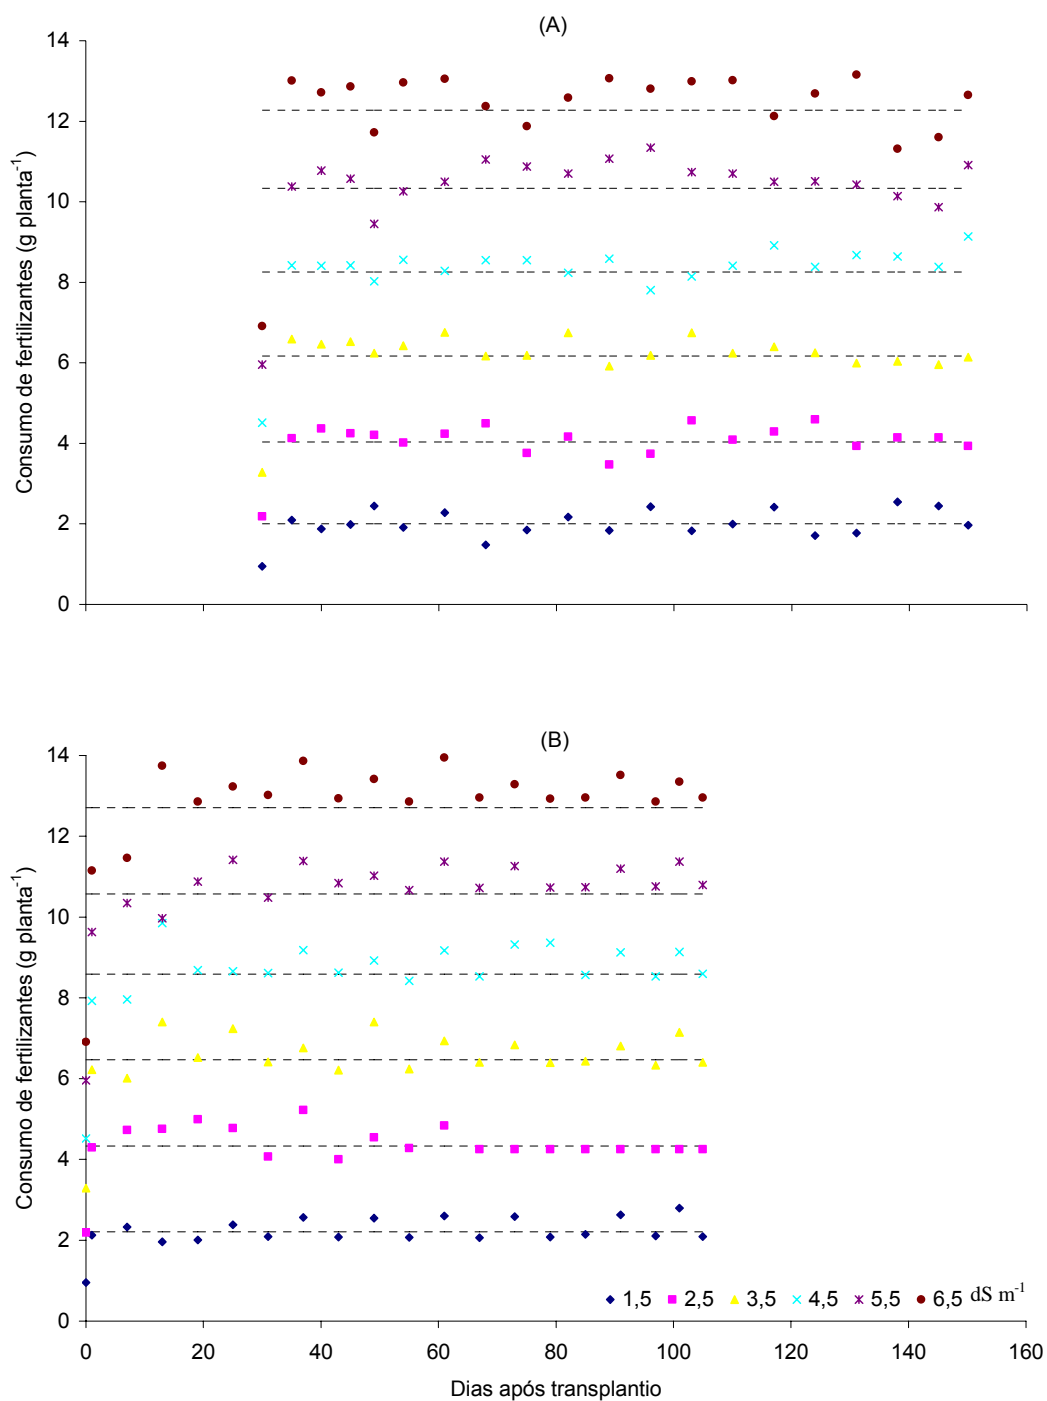 (A)
Consumo de fertilizantes (g planta-1)
14
12
10
8
6
4
2
0
(B)
Consumo de fertilizantes (g planta-1)
14
12
10
8
6
4
2
0
1,5 2,5 3,5 4,5 5,5 6,5 dS m-1
0 20 40 60 80 100 120 140 160
Dias após transplantio